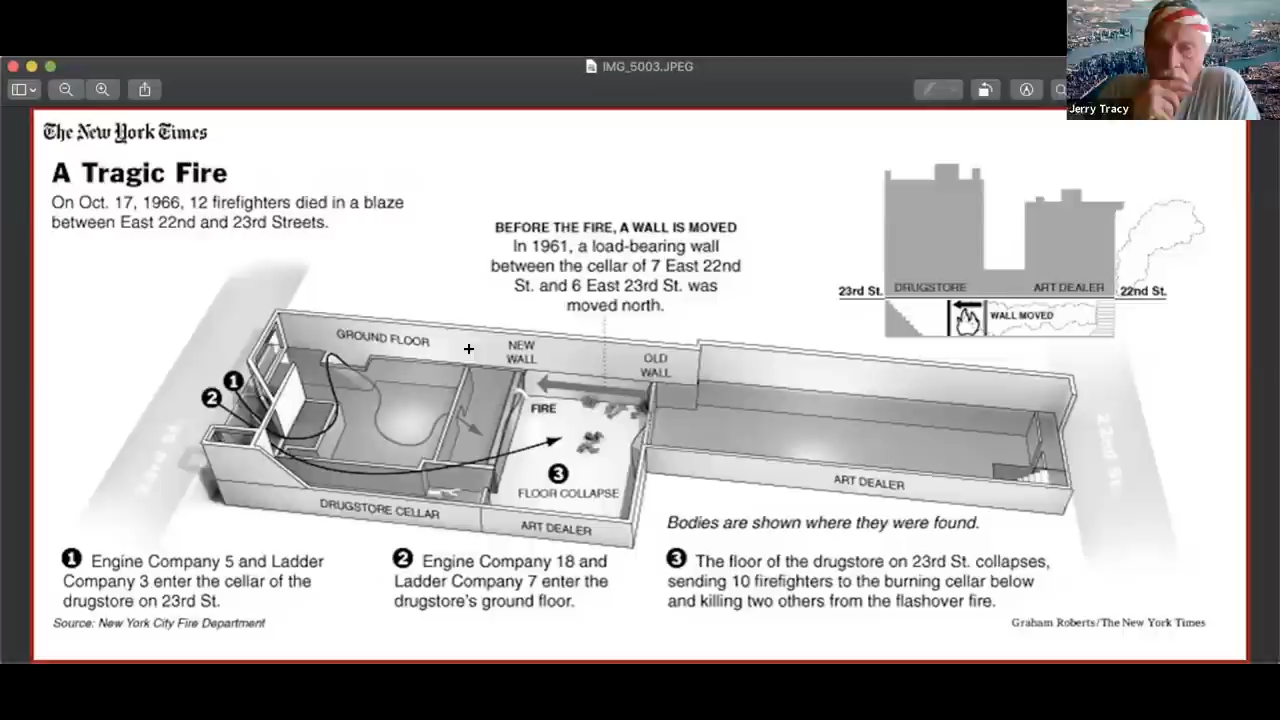 IMG_5003.JPEG
Jerry Tracy
The New York Times
A Tragic Fire
On Oct. 17, 1966, 12 firefighters died in a blaze
between East 22nd and 23rd Streets.
BEFORE THE FIRE, A WALL IS MOVED
In 1961, a load-bearing wall
between the cellar of 7 East 22nd
St. and 6 East 23rd St. was
moved north.
23rd St.
DRUGSTORE
ART DEALER
22nd St.
WALL MOVED
GROUND FLOOR
NEW
WALL
OLD
WALL
1
2
FIRE
3
FLOOR COLLAPSE
DRUGSTORE CELLAR
ART DEALER
ART DEALER
22nd St.
Bodies are shown where they were found.
1 Engine Company 5 and Ladder
Company 3 enter the cellar of the
drugstore on 23rd St.
2 Engine Company 18 and
Ladder Company 7 enter the
drugstore's ground floor.
3 The floor of the drugstore on 23rd St. collapses,
sending 10 firefighters to the burning cellar below
and killing two others from the flashover fire.
Source: New York City Fire Department
Graham Roberts/The New York Times